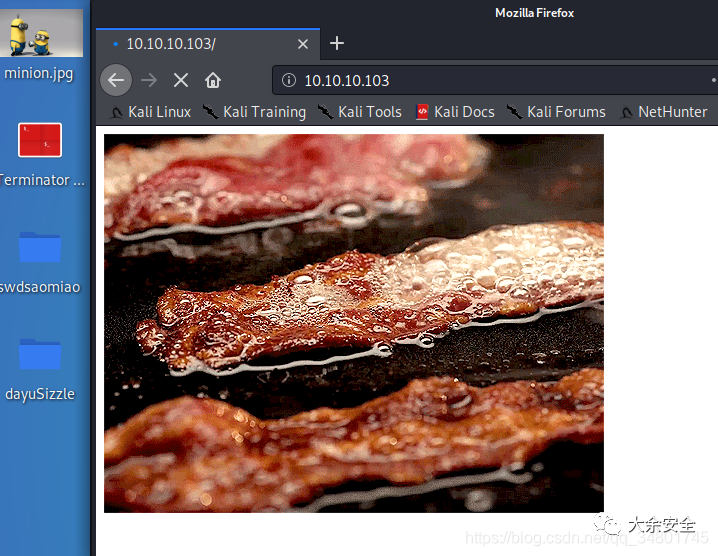 Mozilla Firefox
10.10.10.103/
10.10.10.103
Kali Linux
Kali Training
Kali Tools
Kali Docs
Kali Forums
NetHunter
minion.jpg
Terminator ...
swdsaomiao
dayuSizzle
大余安全
https://blog.csdn.net/qq_34801745